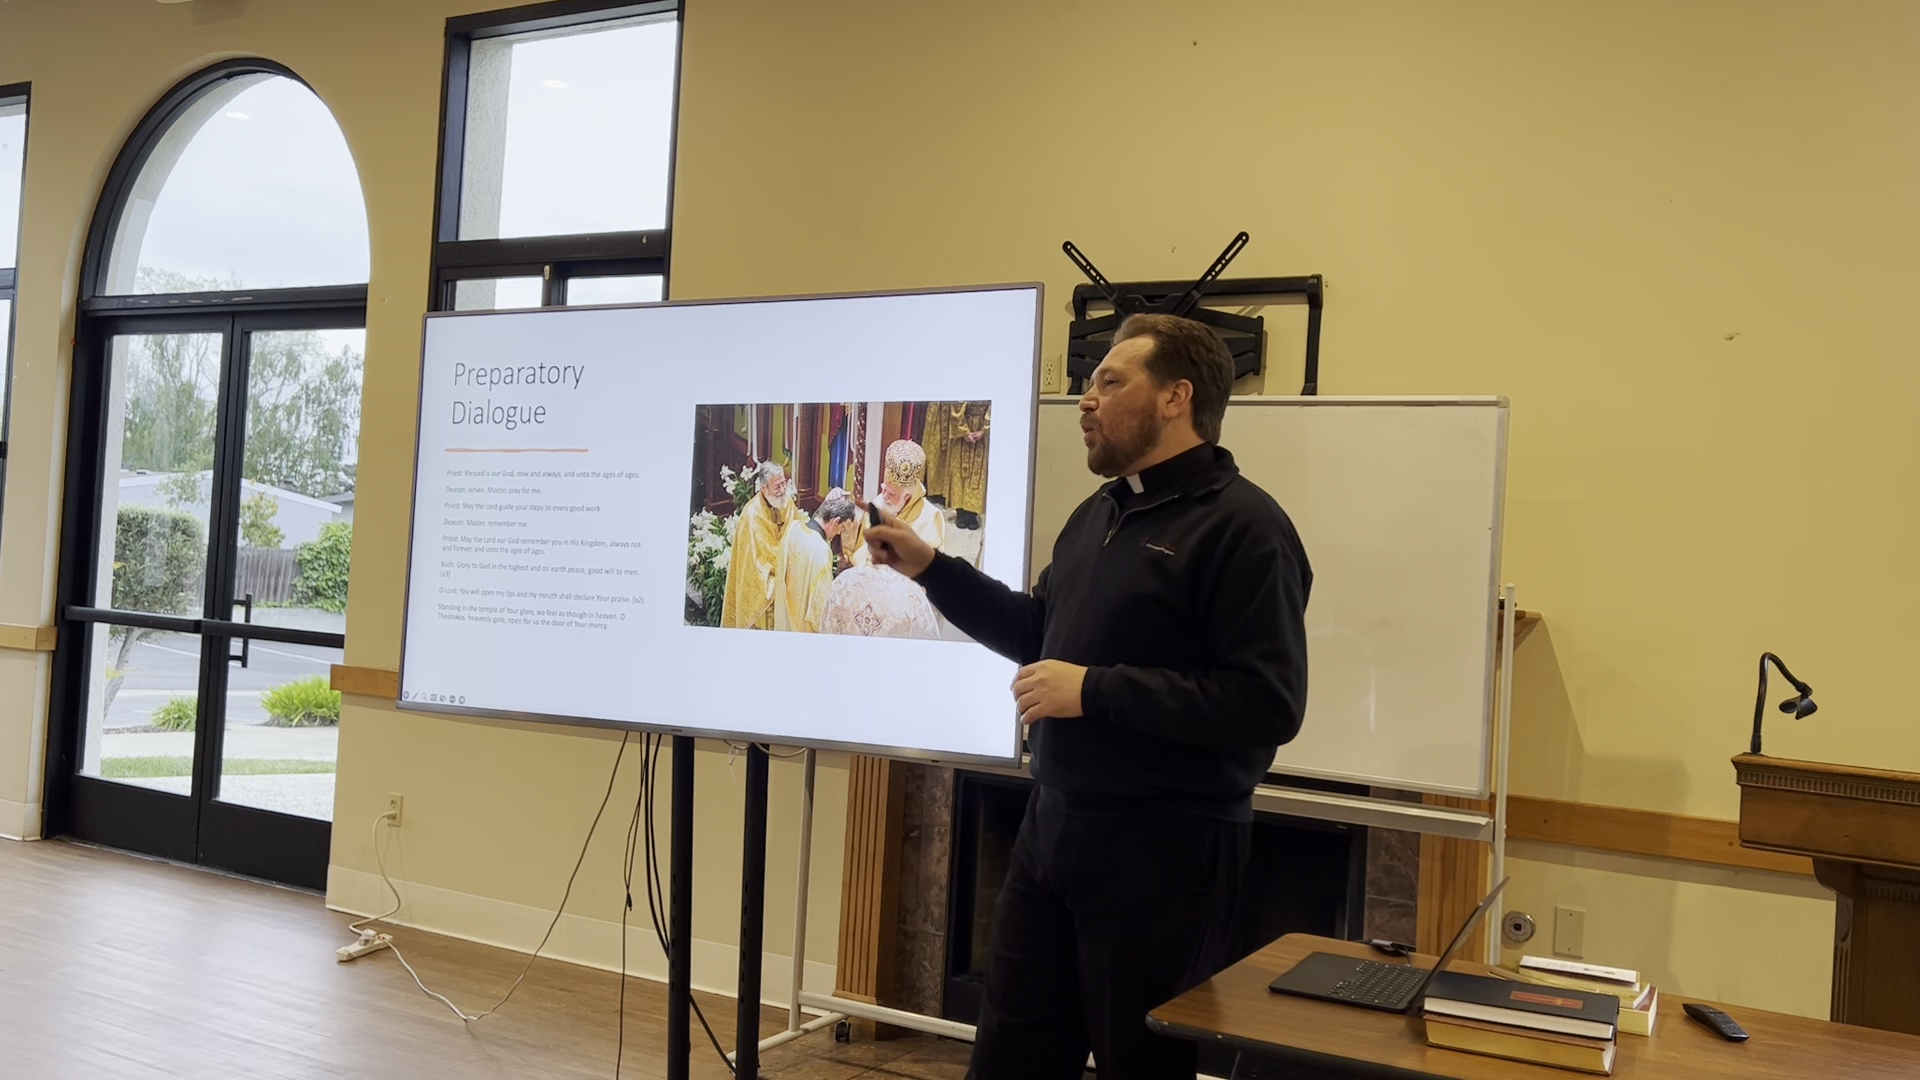 Preparatory
Dialogue
Priest: Blessed is our God, now and always, and unto the ages of ages.
Deacon: Amen. Master, pray for me.
Priest: May the Lord guide your steps to every good work.
Deacon: Master, remember me.
Priest: May the Lord our God remember you in His Kingdom, always now
and forever, and unto the ages of ages.
Both: Glory to God in the highest and on earth peace, good will to men.
(x3)
O Lord, You will open my lips and my mouth shall declare Your praise. (x2)
Standing in the temple of Your glory, we feel as though in heaven. O
Theotokos, heavenly gate, open for us the door of Your mercy.